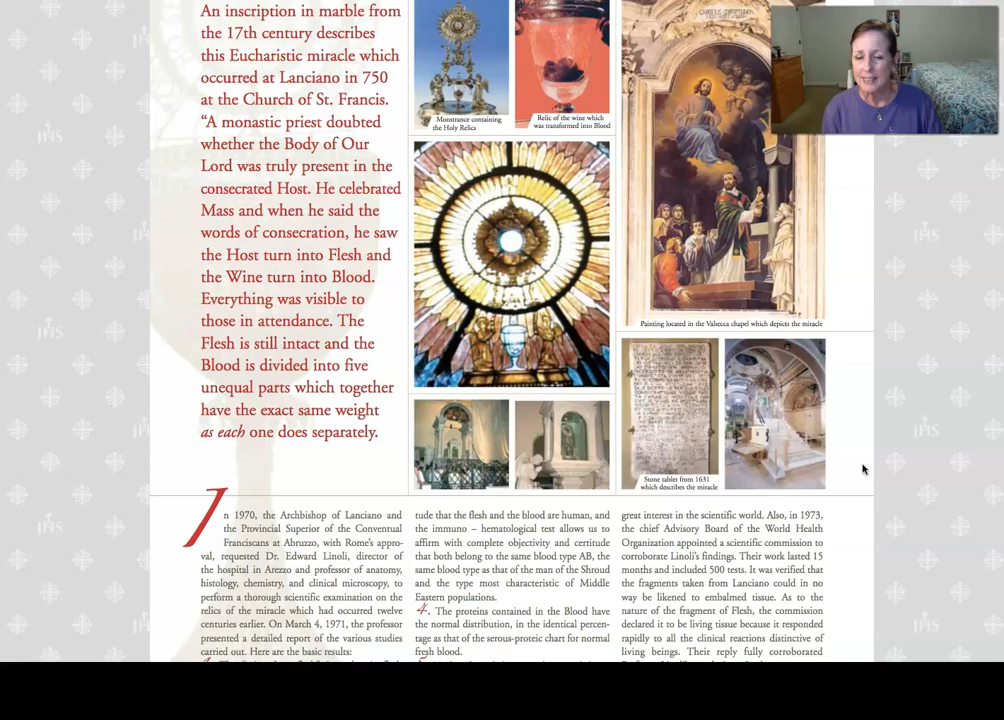 An inscription in marble from
the 17th century describes
this Eucharistic miracle which
occurred at Lanciano in 750
at the Church of St. Francis.
“A monastic priest doubted
whether the Body of Our
Lord was truly present in the
consecrated Host. He celebrated
Mass and when he said the
words of consecration, he saw
the Host turn into Flesh and
the Wine turn into Blood.
Everything was visible to
those in attendance. The
Flesh is still intact and the
Blood is divided into five
unequal parts which together
have the exact same weight
as each one does separately.
Monstrance containing
the Holy Relics
Relic of the wine which
was transformed into Blood
Painting located in the Valsecca chapel which depicts the miracle
Stone tablet from 1631
which describes the miracle
In 1970, the Archbishop of Lanciano and
the Provincial Superior of the Conventual
Franciscans at Abruzzo, with Rome's appro-
val, requested Dr. Edward Linoli, director of
the hospital in Arezzo and professor of anatomy,
histology, chemistry, and clinical microscopy, to
perform a thorough scientific examination on the
relics of the miracle which had occurred twelve
centuries earlier. On March 4, 1971, the professor
presented a detailed report of the various studies
carried out. Here are the basic results:
tude that the flesh and the blood are human, and
the immuno – hematological test allows us to
affirm with complete objectivity and certitude
that both belong to the same blood type AB, the
same blood type as that of the man of the Shroud
and the type most characteristic of Middle
Eastern populations.
4. The proteins contained in the Blood have
the normal distribution, in the identical percen-
tage as that of the serous-proteic chart for normal
fresh blood.
great interest in the scientific world. Also, in 1973,
the chief Advisory Board of the World Health
Organization appointed a scientific commission to
corroborate Linoli's findings. Their work lasted 15
months and included 500 tests. It was verified that
the fragments taken from Lanciano could in no
way be likened to embalmed tissue. As to the
nature of the fragment of Flesh, the commission
declared it to be living tissue because it responded
rapidly to all the clinical reactions distinctive of
living beings. Their reply fully corroborated